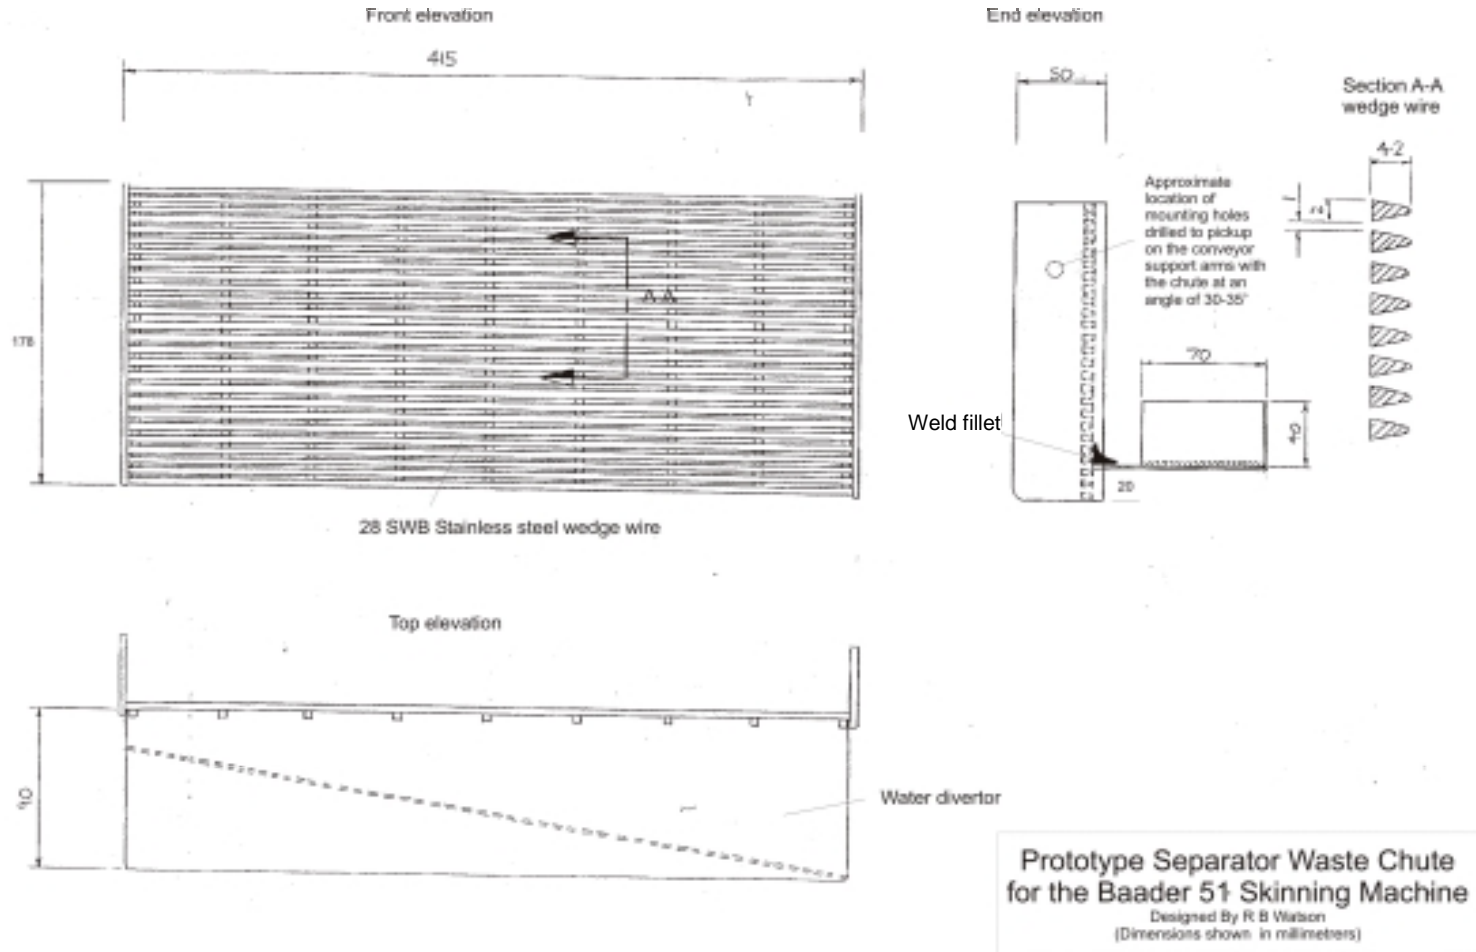 Front elevation
End elevation
415
50
Section A-A
wedge wire
4-2
Approximate
location of
mounting holes
drilled to pickup
on the conveyor
support arms with
the chute at an
angle of 30-35°
A-A
178
70
40
Weld fillet
20
28 SWB Stainless steel wedge wire
Top elevation
90
Water divertor
Prototype Separator Waste Chute
for the Baader 51 Skinning Machine
Designed By R B Watson
(Dimensions shown in millimetrers)